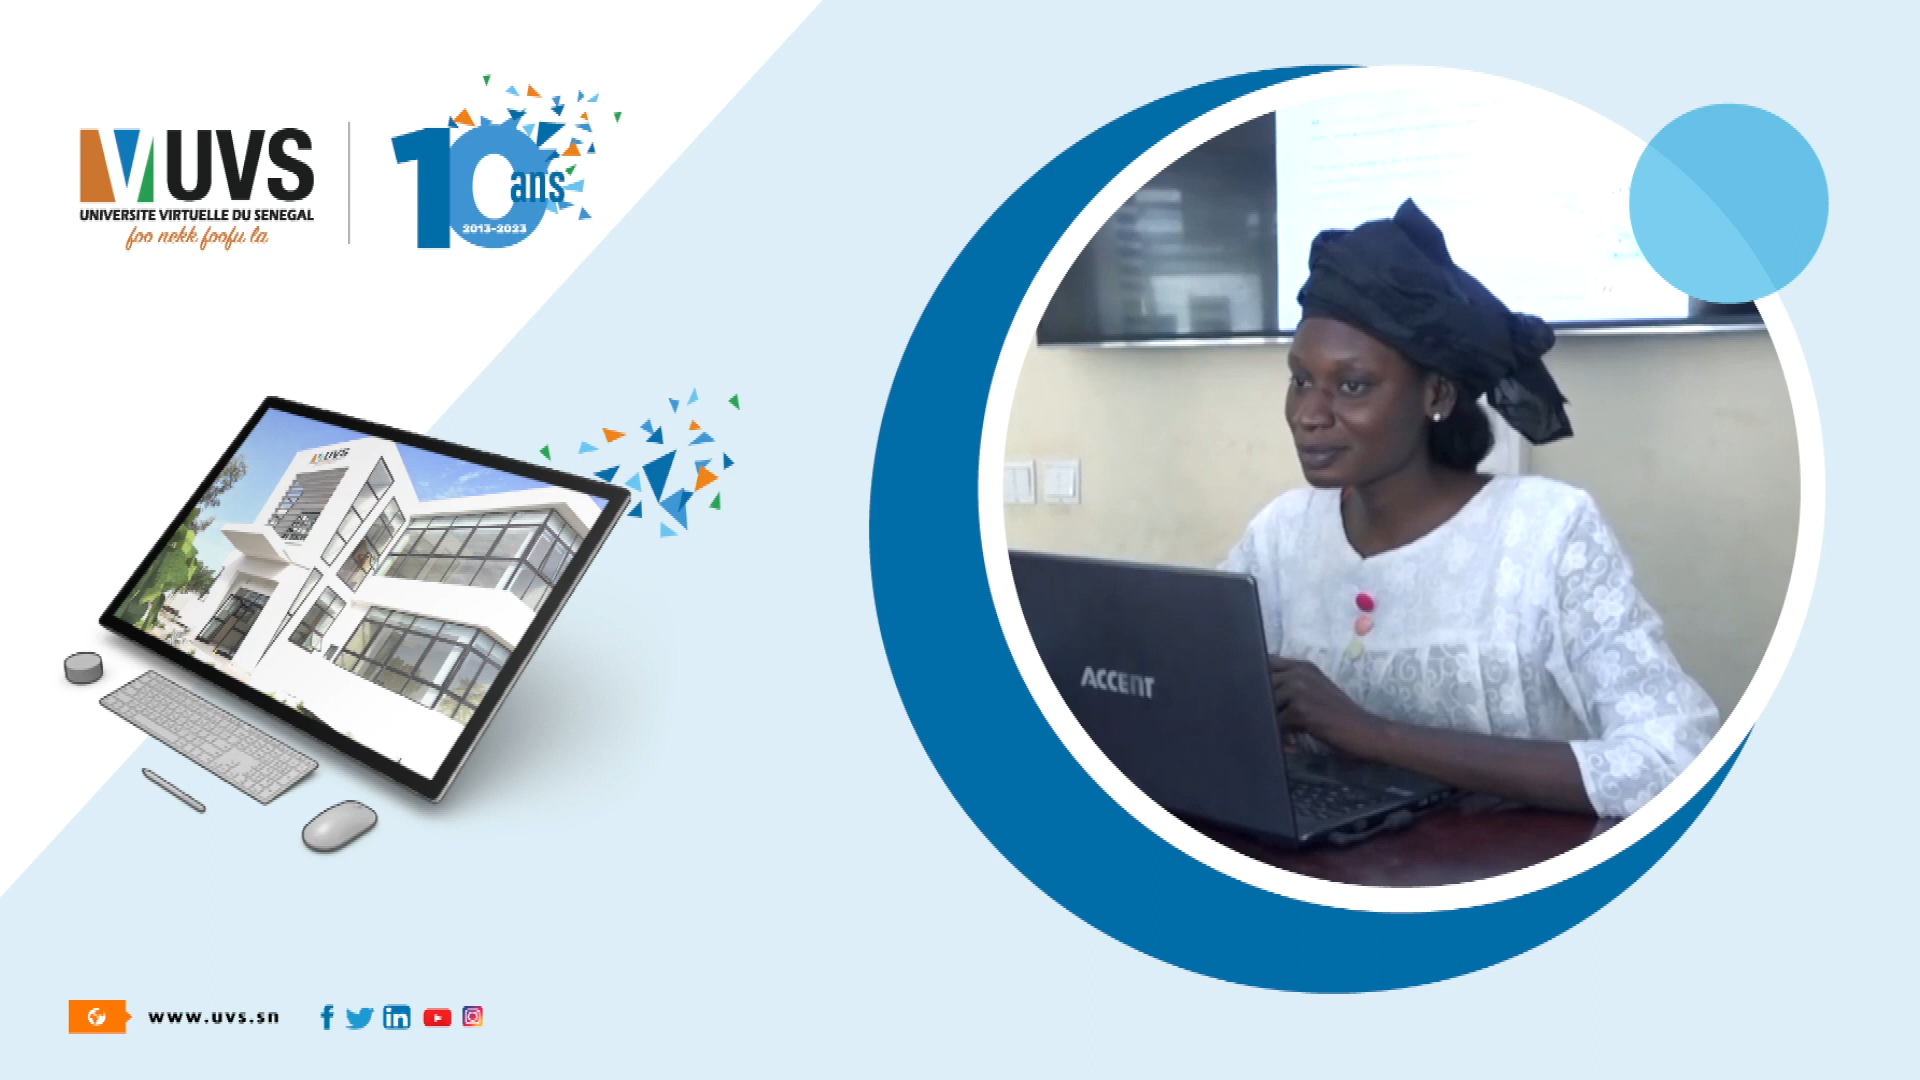 UVS
UNIVERSITE VIRTUELLE DU SENEGAL
foo nekk foofu la
10 ans
2013-2023
UVS
ACCENT
www.uvs.sn